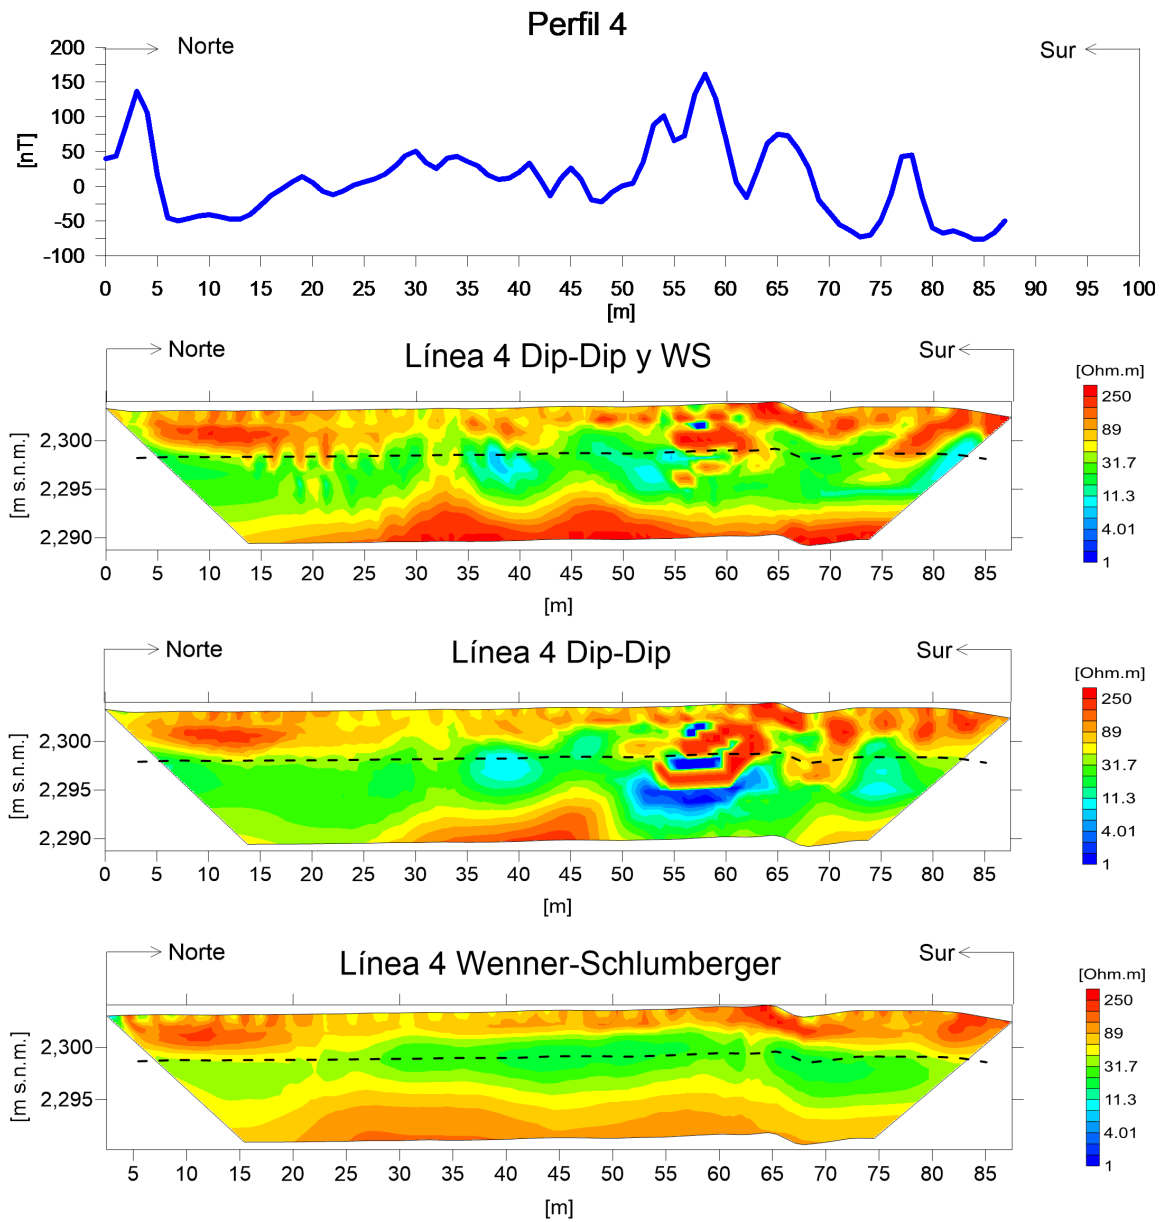 Perfil 4
Norte
Sur
200
150
100
50
0
-50
-100
[nT]
0 5 10 15 20 25 30 35 40 45 50 55 60 65 70 75 80 85 90 95 100
[m]
Norte
Línea 4 Dip-Dip y WS
Sur
[Ohm.m]
250
89
31.7
11.3
4.01
1
2,300
2,295
2,290
[m s.n.m.]
0 5 10 15 20 25 30 35 40 45 50 55 60 65 70 75 80 85
[m]
Norte
Línea 4 Dip-Dip
Sur
[Ohm.m]
250
89
31.7
11.3
4.01
1
2,300
2,295
2,290
[m s.n.m.]
0 5 10 15 20 25 30 35 40 45 50 55 60 65 70 75 80 85
[m]
Norte
Línea 4 Wenner-Schlumberger
Sur
[Ohm.m]
250
89
31.7
11.3
4.01
1
2,300
2,295
[m s.n.m.]
5 10 15 20 25 30 35 40 45 50 55 60 65 70 75 80 85
[m]